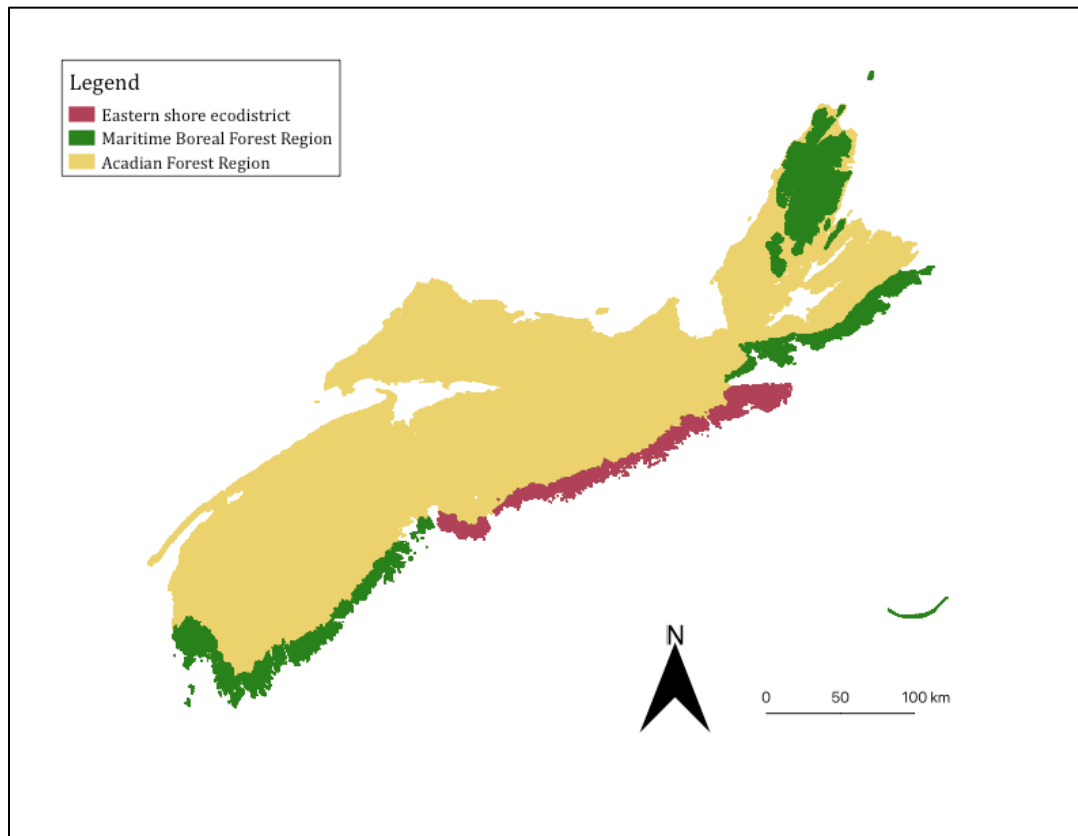 Legend
Eastern shore ecodistrict
Maritime Boreal Forest Region
Acadian Forest Region
N
0 50 100 km